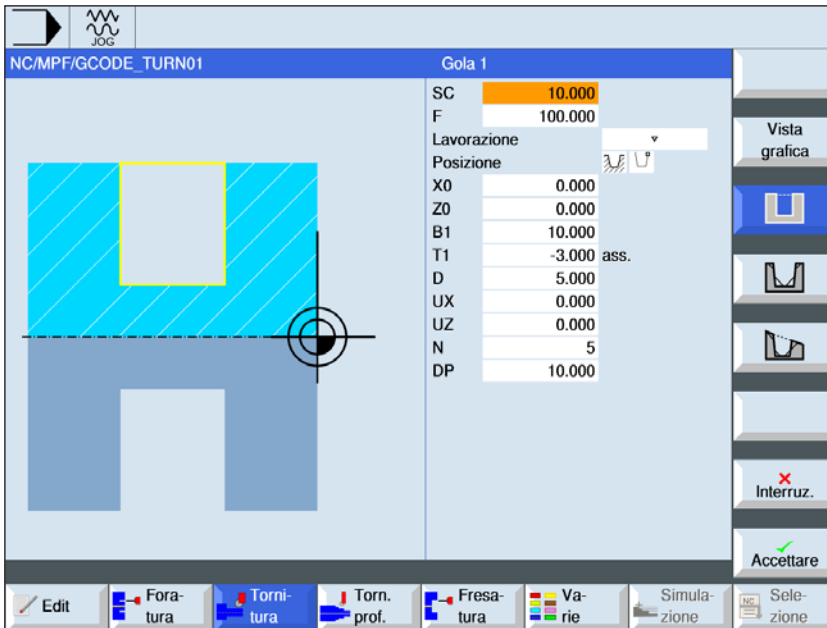 JOG
NC/MPF/GCODE_TURN01
Gola 1
SC 10.000
F 100.000
Lavorazione
Posizione
X0 0.000
Z0 0.000
B1 10.000
T1 -3.000 ass.
D 5.000
UX 0.000
UZ 0.000
N 5
DP 10.000
Vista
grafica
Interruz.
Accettare
Edit
Fora-
tura
Torni-
tura
Torn.
prof.
Fresa-
tura
Va-
rie
Simula-
zione
NC
Sele-
zione